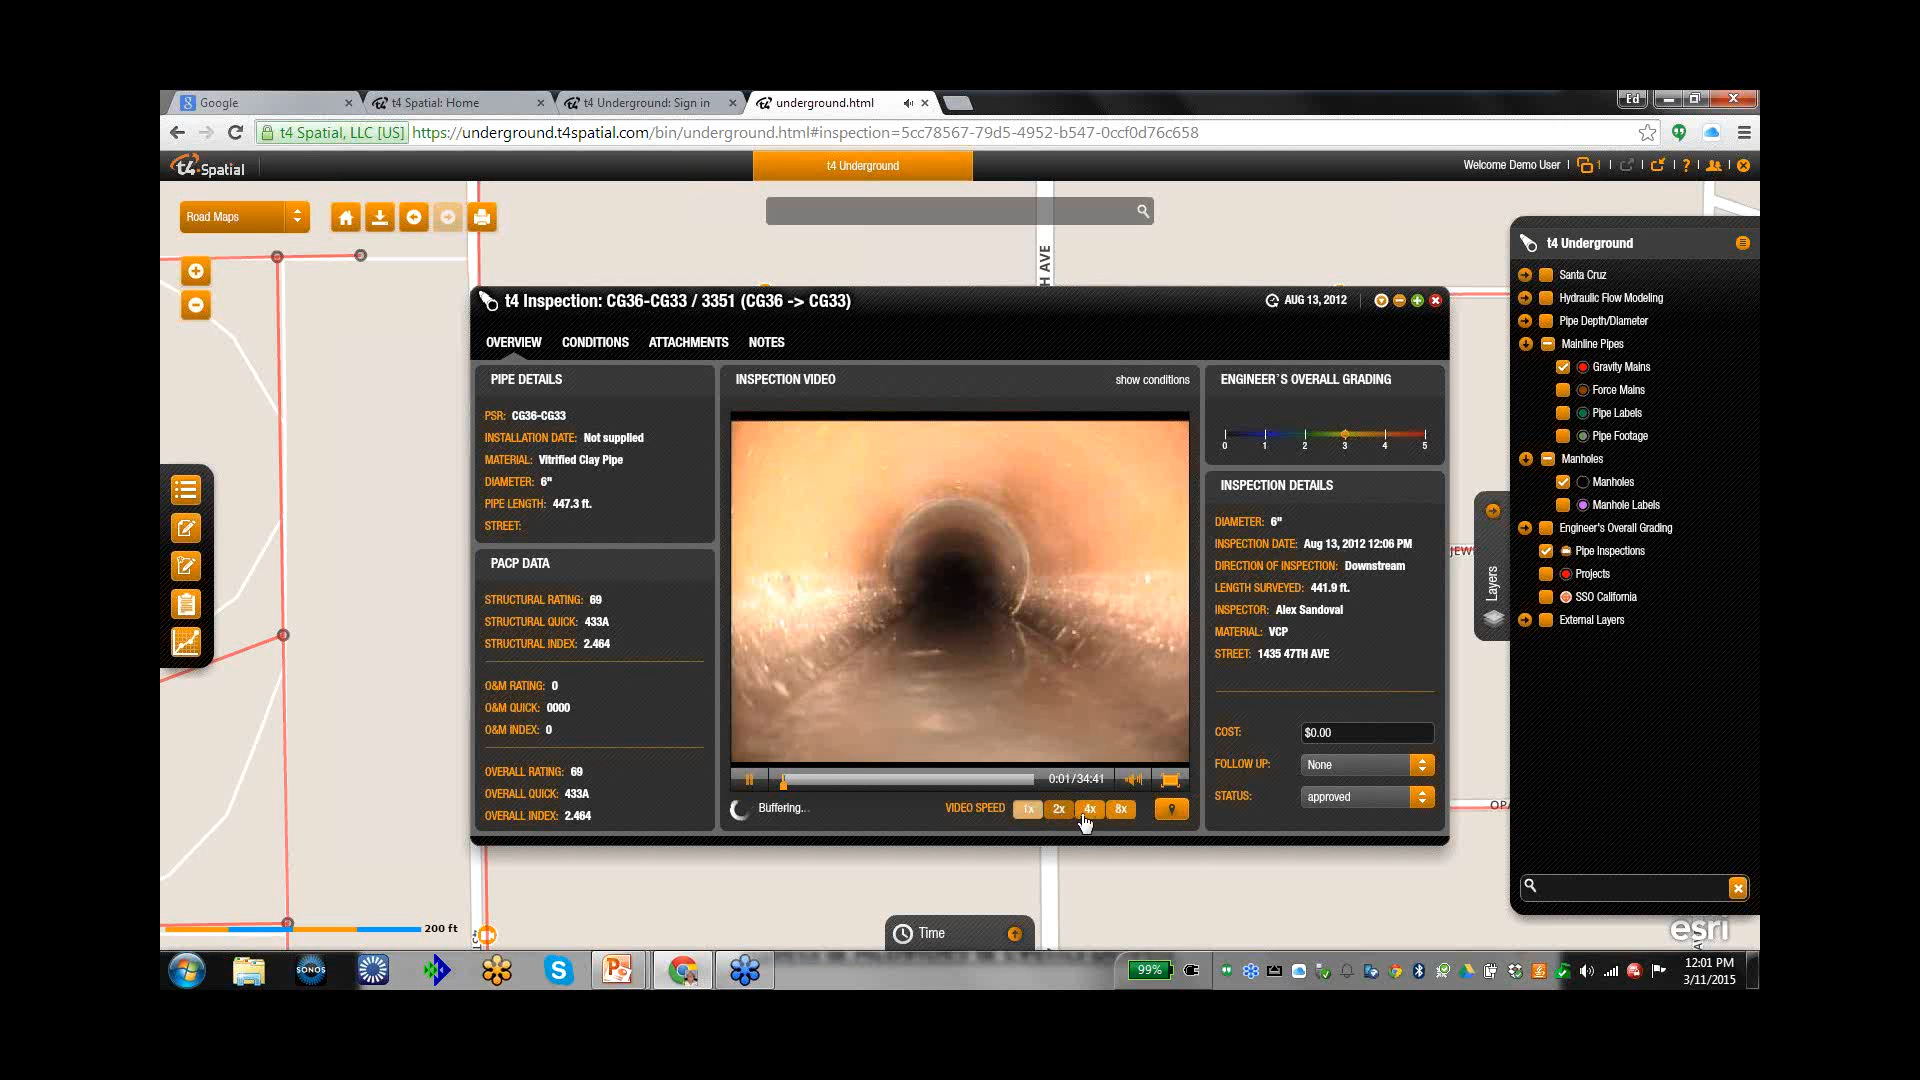 Google
t4 Spatial: Home
t4 Underground: Sign in
underground.html
Ed
t4 Spatial, LLC [US]
https://underground.t4spatial.com/bin/underground.html#inspection=5cc78567-79d5-4952-b547-0ccf0d76c658
t4 Spatial
t4 Underground
Welcome Demo User
1
?
Road Maps
H AVE
t4 Inspection: CG36-CG33 / 3351 (CG36 -> CG33)
AUG 13, 2012
OVERVIEW
CONDITIONS
ATTACHMENTS
NOTES
PIPE DETAILS
PSR: CG36-CG33
INSTALLATION DATE: Not supplied
MATERIAL: Vitrified Clay Pipe
DIAMETER: 6"
PIPE LENGTH: 447.3 ft.
STREET:
PACP DATA
STRUCTURAL RATING: 69
STRUCTURAL QUICK: 433A
STRUCTURAL INDEX: 2.464
O&M RATING: 0
O&M QUICK: 0000
O&M INDEX: 0
OVERALL RATING: 69
OVERALL QUICK: 433A
OVERALL INDEX: 2.464
INSPECTION VIDEO
show conditions
0:01/34:41
Buffering...
VIDEO SPEED
1x
2x
4x
8x
ENGINEER'S OVERALL GRADING
0 1 2 3 4 5
INSPECTION DETAILS
DIAMETER: 6"
INSPECTION DATE: Aug 13, 2012 12:06 PM
DIRECTION OF INSPECTION: Downstream
LENGTH SURVEYED: 441.9 ft.
INSPECTOR: Alex Sandoval
MATERIAL: VCP
STREET: 1435 47TH AVE
COST: $0.00
FOLLOW UP: None
STATUS: approved
JEW
OPA
Layers
t4 Underground
Santa Cruz
Hydraulic Flow Modeling
Pipe Depth/Diameter
Mainline Pipes
Gravity Mains
Force Mains
Pipe Labels
Pipe Footage
Manholes
Manholes
Manhole Labels
Engineer's Overall Grading
Pipe Inspections
Projects
SSO California
External Layers
esri
200 ft
Time
SONOS
99%
12:01 PM
3/11/2015